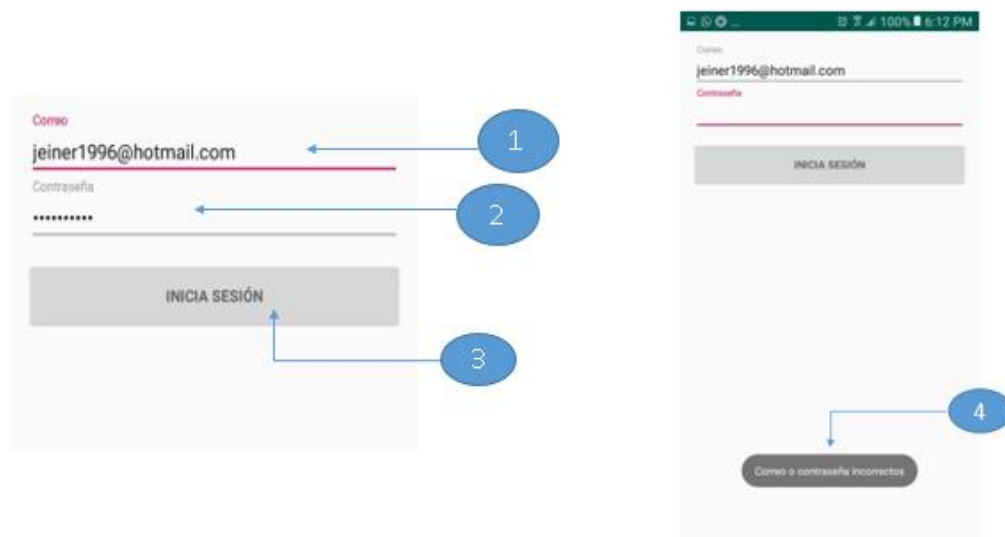 Correo
jeiner1996@hotmail.com
1
Contraseña
••••••••••
2
INICIA SESIÓN
3
... 100% 6:12 PM
Correo
jeiner1996@hotmail.com
Contraseña
INICIA SESIÓN
4
Correo o contraseña incorrectos